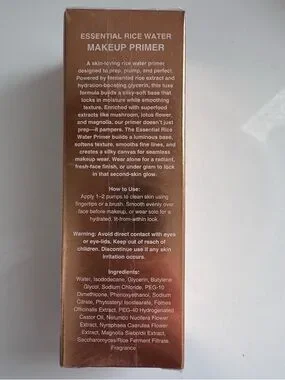 ESSENTIAL RICE WATER
MAKEUP PRIMER
A skin-loving rice water primer
designed to prep, plump, and perfect.
Powered by fermented rice extract and
hydration-boosting glycerin, this luxe
formula builds a silky-soft base that
locks in moisture while smoothing
texture. Enriched with superfood
extracts like mushroom, lotus flower,
and magnolia, our primer doesn't just
prep—it pampers. The Essential Rice
Water Primer builds a luminous base,
softens texture, smooths fine lines, and
creates a silky canvas for seamless
makeup wear. Wear alone for a radiant,
fresh-face finish, or under glam to lock
in that second-skin glow.
How to Use:
Apply 1–2 pumps to clean skin using
fingertips or a brush. Smooth evenly over
face before makeup, or wear solo for a
hydrated, lit-from-within look.
Warning: Avoid direct contact with eyes
or eye-lids. Keep out of reach of
children. Discontinue use if any skin
irritation occurs.
Ingredients:
Water, Isododecane, Glycerin, Butylene
Glycol, Sodium Chloride, PEG-10
Dimethicone, Phenoxyethanol, Sodium
Citrate, Phytosteryl Isostearate, Fomes
Officinalis Extract, PEG-40 Hydrogenated
Castor Oil, Nelumbo Nucifera Flower
Extract, Nymphaea Caerulea Flower
Extract, Magnolia Sieboldii Extract,
Saccharomyces/Rice Ferment Filtrate
Fragrance